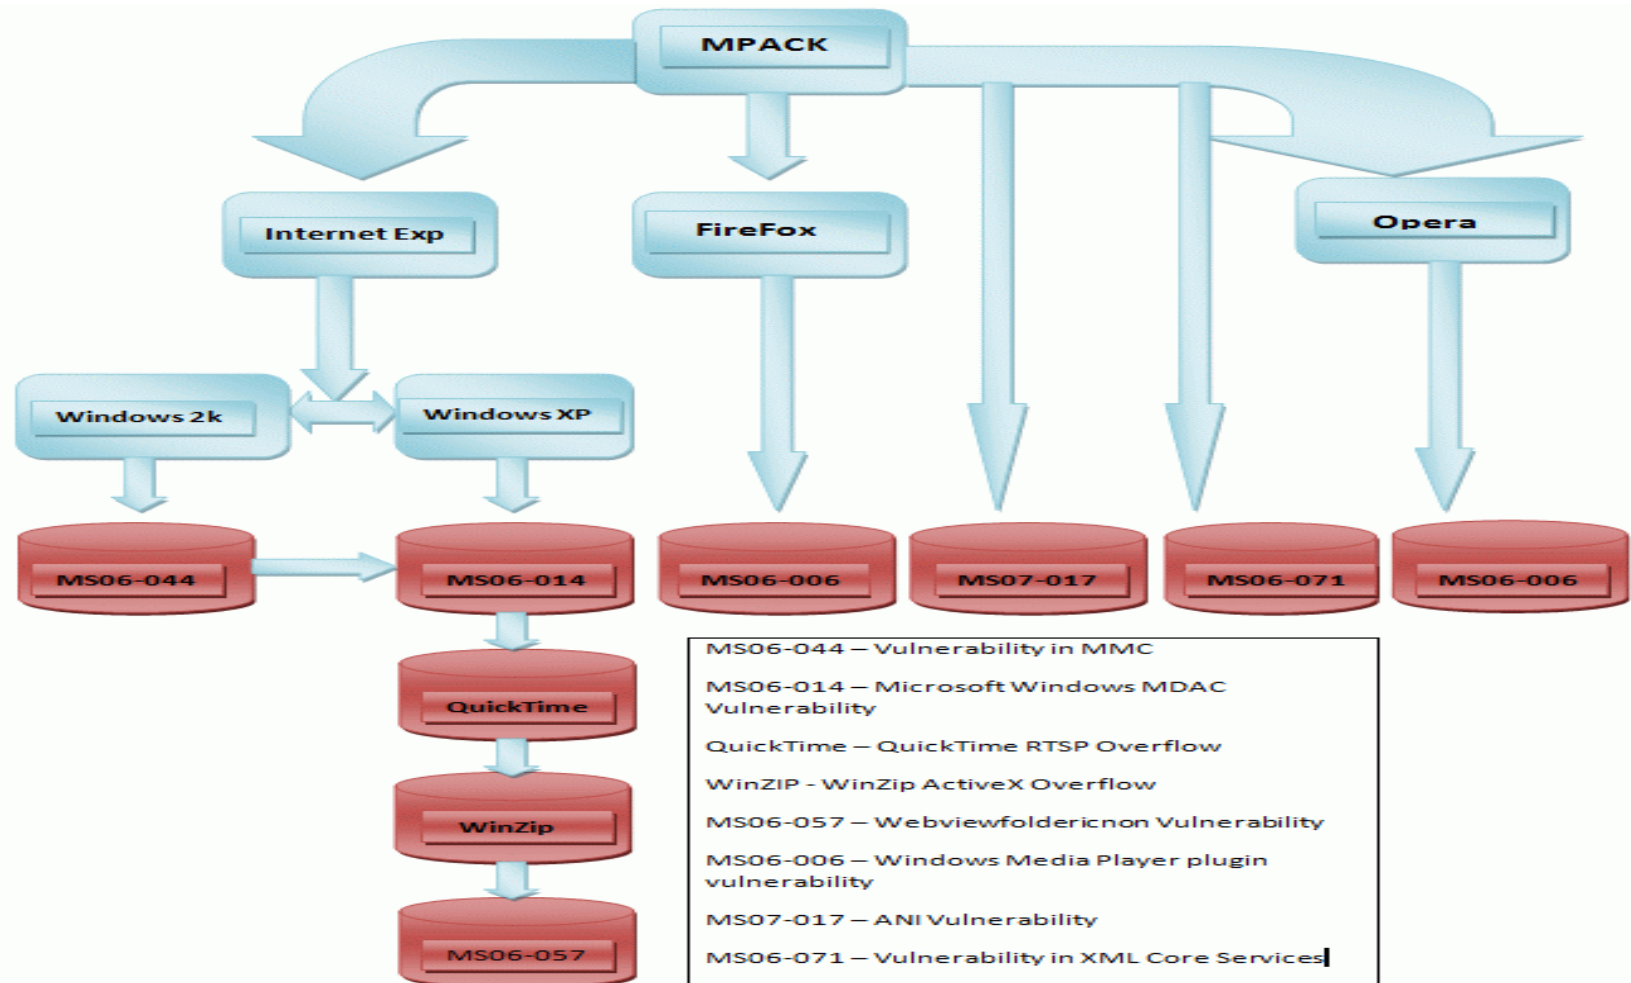 MPACK
Internet Exp
FireFox
Opera
Windows 2k
Windows XP
MS06-044
MS06-014
MS06-006
MS07-017
MS06-071
MS06-006
QuickTime
WinZip
MS06-057
MS06-044 – Vulnerability in MMC
MS06-014 – Microsoft Windows MDAC
Vulnerability
QuickTime – QuickTime RTSP Overflow
WinZIP - WinZip ActiveX Overflow
MS06-057 – Webviewfoldericnon Vulnerability
MS06-006 – Windows Media Player plugin
vulnerability
MS07-017 – ANI Vulnerability
MS06-071 – Vulnerability in XML Core Services